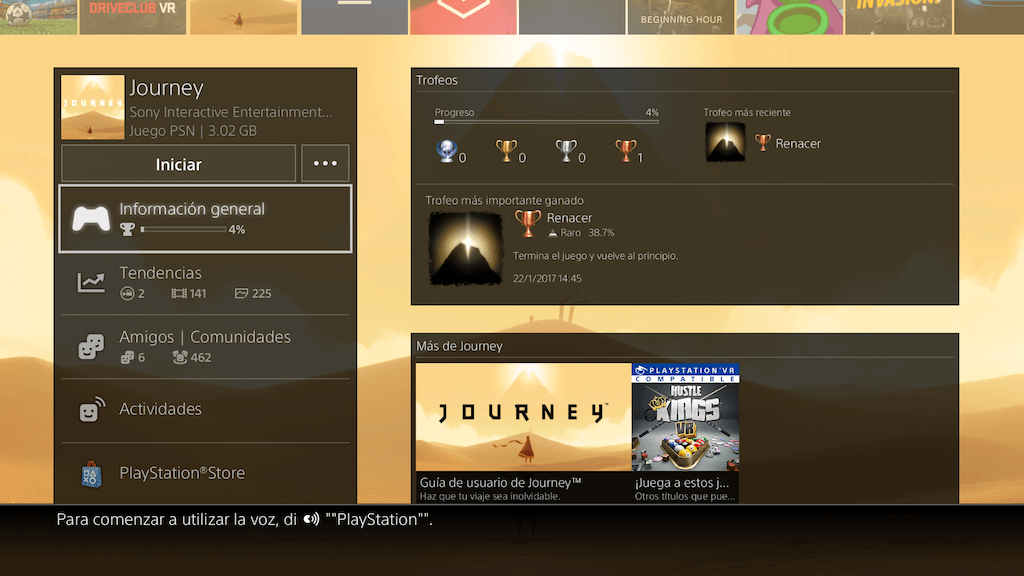 DRIVECLUB VR
BEGINNING HOUR
INVASION!
JOURNEY
Journey
Sony Interactive Entertainment...
Juego PSN | 3.02 GB
Iniciar
Información general
4%
Tendencias
2 141 225
Amigos | Comunidades
6 462
Actividades
PlayStation®Store
Trofeos
Progreso 4%
0 0 0 1
Trofeo más reciente
Renacer
Trofeo más importante ganado
Renacer
Raro 38.7%
Termina el juego y vuelve al principio.
22/1/2017 14:45
Más de Journey
JOURNEY™
Guía de usuario de Journey™
Haz que tu viaje sea inolvidable.
PLAYSTATION®VR
COMPATIBLE
HUSTLE
KINGS
VR
¡Juega a estos j...
Otros títulos que pue...
Para comenzar a utilizar la voz, di ""PlayStation"".